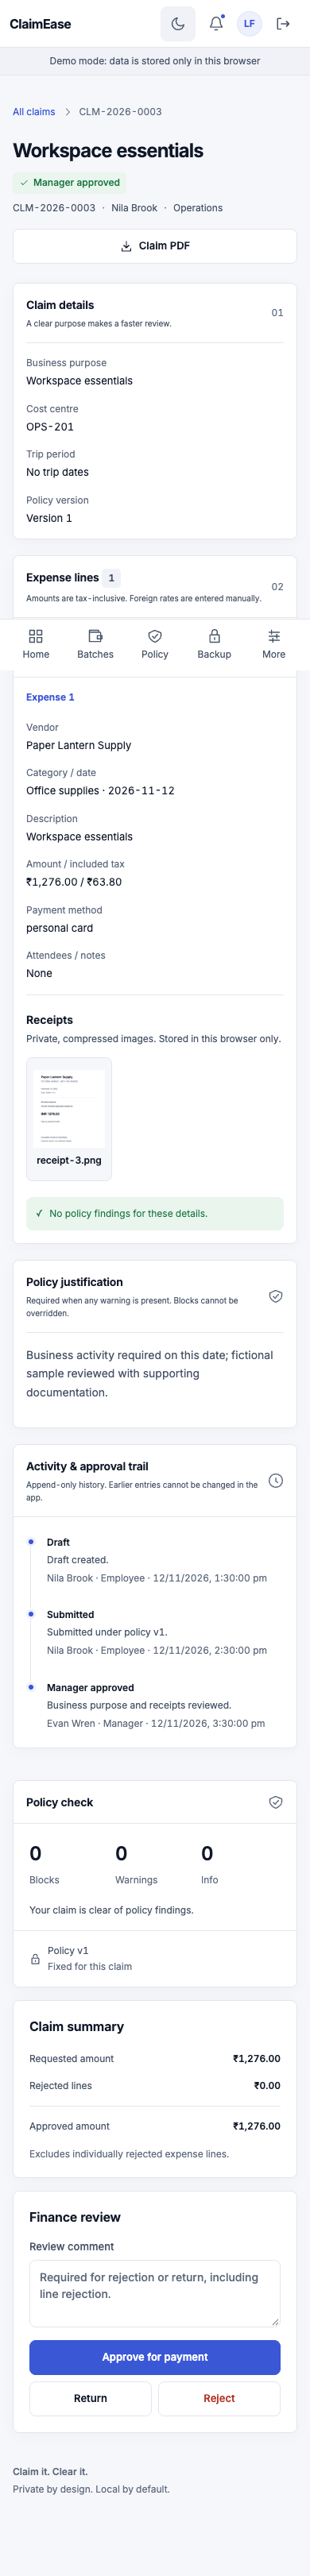 ClaimEase
LF
Demo mode: data is stored only in this browser
All claims > CLM-2026-0003
Workspace essentials
Manager approved
CLM-2026-0003 · Nila Brook · Operations
Claim PDF
Claim details
01
A clear purpose makes a faster review.
Business purpose
Workspace essentials
Cost centre
OPS-201
Trip period
No trip dates
Policy version
Version 1
Expense lines 1
02
Amounts are tax-inclusive. Foreign rates are entered manually.
Home
Batches
Policy
Backup
More
Expense 1
Vendor
Paper Lantern Supply
Category / date
Office supplies · 2026-11-12
Description
Workspace essentials
Amount / included tax
₹1,276.00 / ₹63.80
Payment method
personal card
Attendees / notes
None
Receipts
Private, compressed images. Stored in this browser only.
Paper Lantern Supply
receipt-3.png
✓ No policy findings for these details.
Policy justification
Required when any warning is present. Blocks cannot be
overridden.
Business activity required on this date; fictional
sample reviewed with supporting
documentation.
Activity & approval trail
Append-only history. Earlier entries cannot be changed in the
app.
Draft
Draft created.
Nila Brook · Employee · 12/11/2026, 1:30:00 pm
Submitted
Submitted under policy v1.
Nila Brook · Employee · 12/11/2026, 2:30:00 pm
Manager approved
Business purpose and receipts reviewed.
Evan Wren · Manager · 12/11/2026, 3:30:00 pm
Policy check
0 0 0
Blocks Warnings Info
Your claim is clear of policy findings.
Policy v1
Fixed for this claim
Claim summary
Requested amount ₹1,276.00
Rejected lines ₹0.00
Approved amount ₹1,276.00
Excludes individually rejected expense lines.
Finance review
Review comment
Required for rejection or return, including
line rejection.
Approve for payment
Return
Reject
Claim it. Clear it.
Private by design. Local by default.